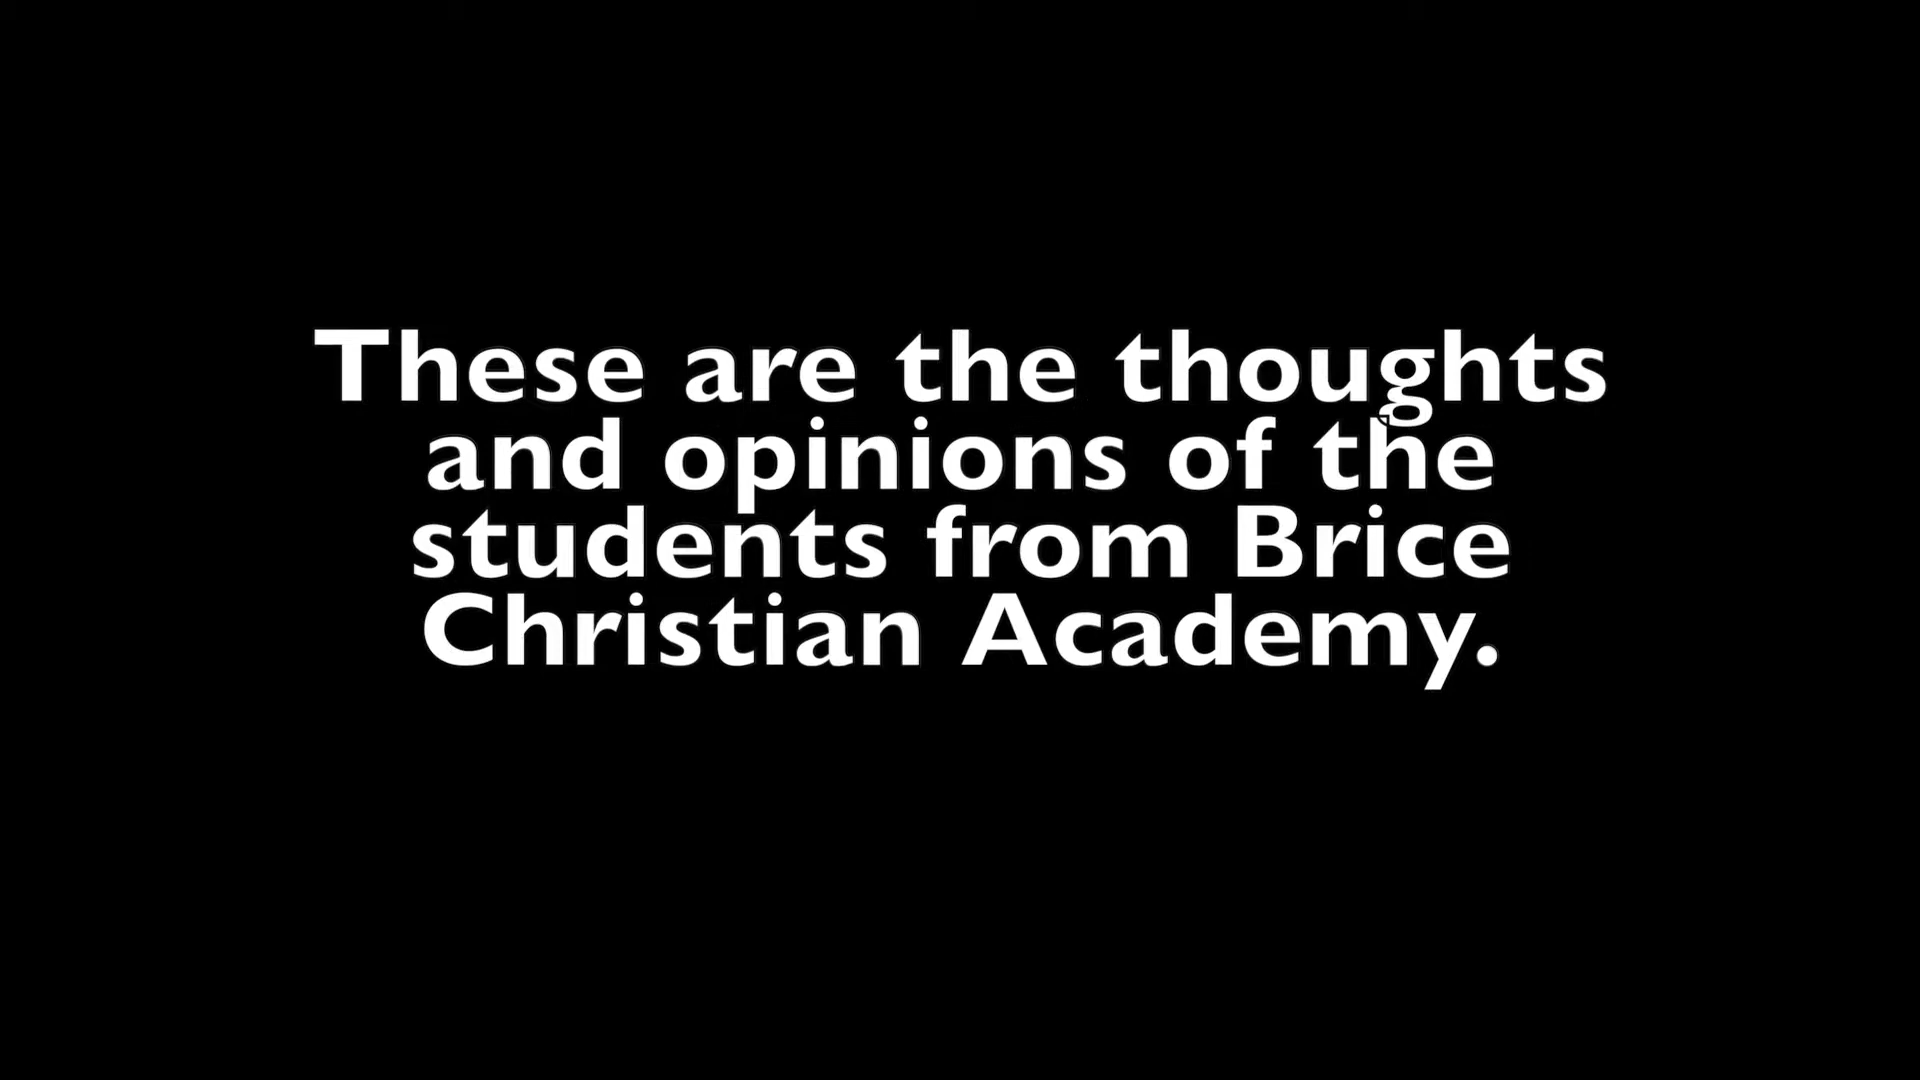 These are the thoughts
and opinions of the
students from Brice
Christian Academy.